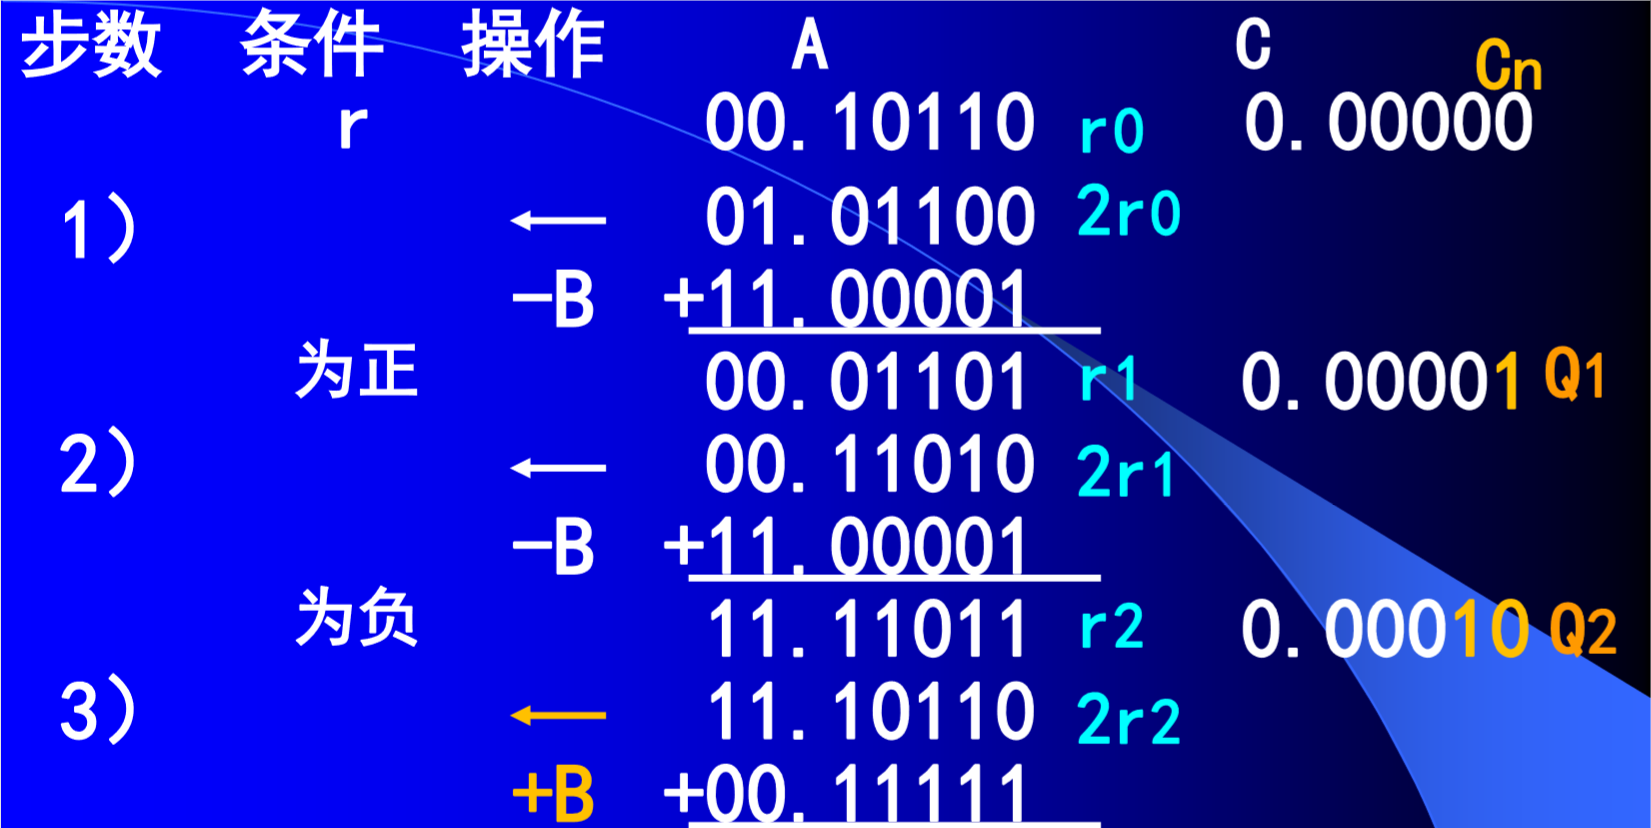 步数 条件 操作 A C Cn
r 00.10110 r0 0.00000
1) ← 01.01100 2r0
-B +11.00001
为正 00.01101 r1 0.00001 Q1
2) ← 00.11010 2r1
-B +11.00001
为负 11.11011 r2 0.00010 Q2
3) ← 11.10110 2r2
+B +00.11111